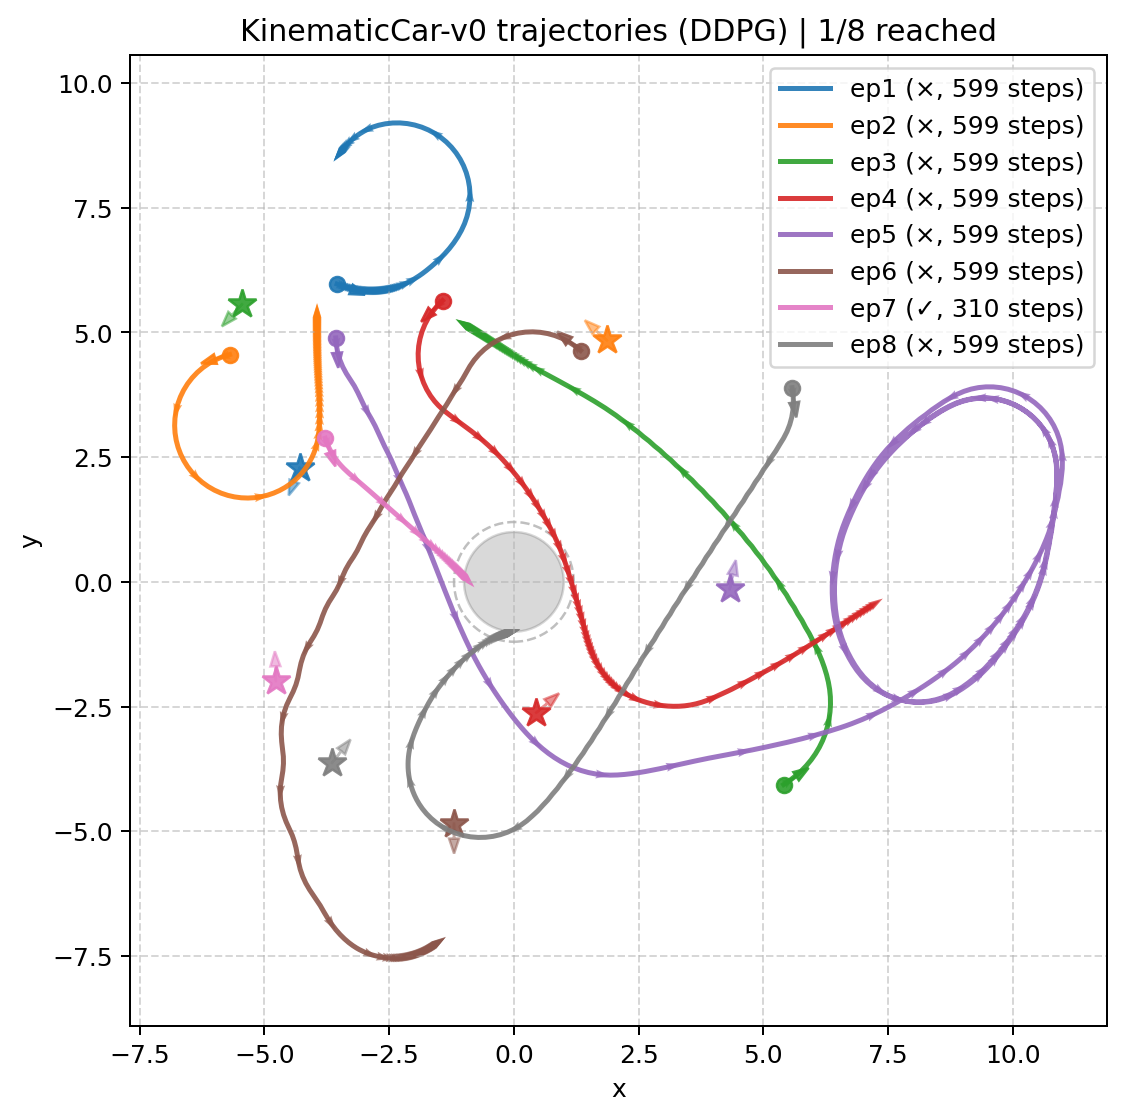 KinematicCar-v0 trajectories (DDPG) | 1/8 reached
10.0
7.5
5.0
2.5
0.0
−2.5
−5.0
−7.5
y
ep1 (×, 599 steps)
ep2 (×, 599 steps)
ep3 (×, 599 steps)
ep4 (×, 599 steps)
ep5 (×, 599 steps)
ep6 (×, 599 steps)
ep7 (✓, 310 steps)
ep8 (×, 599 steps)
−7.5 −5.0 −2.5 0.0 2.5 5.0 7.5 10.0
x